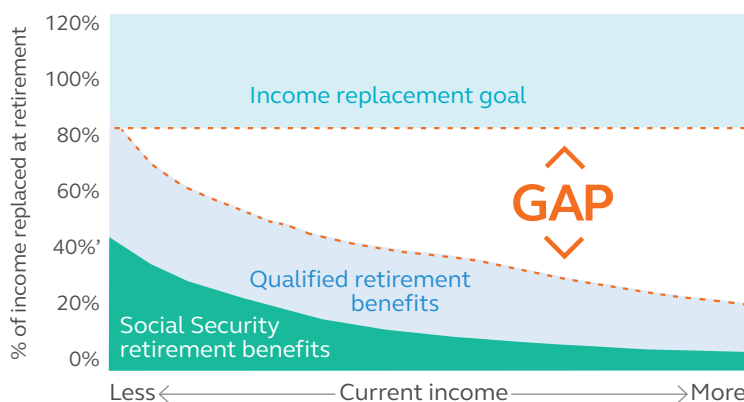 % of income replaced at retirement
120%
100%
80%
60%
40%’
20%
0%
Income replacement goal
GAP
Qualified retirement
benefits
Social Security
retirement benefits
Less
Current income
More